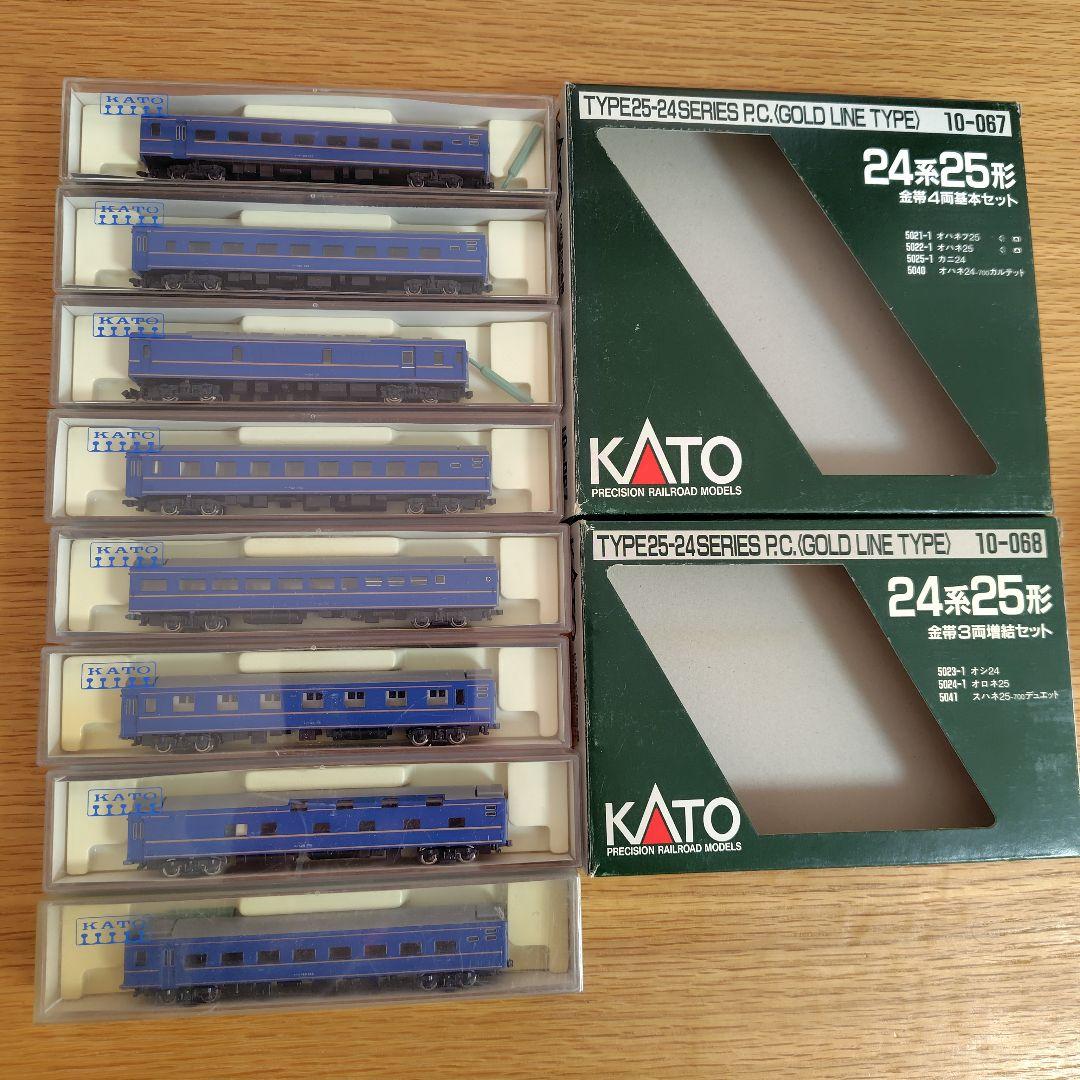 KATO
KATO
KATO
KATO
KATO
KATO
KATO
KATO
TYPE25-24SERIES P.C.〈GOLD LINE TYPE〉 10-067
24系25形
金帯4両基本セット
5021-1 オハネフ25
5022-1 オハネ25
5025-1 カニ24
5040 オハネ24-700カルテット
KATO
PRECISION RAILROAD MODELS
TYPE25-24SERIES P.C.〈GOLD LINE TYPE〉 10-068
24系25形
金帯3両増結セット
5023-1 オシ24
5024-1 オロネ25
5041 スハネ25-700デュエット
KATO
PRECISION RAILROAD MODELS